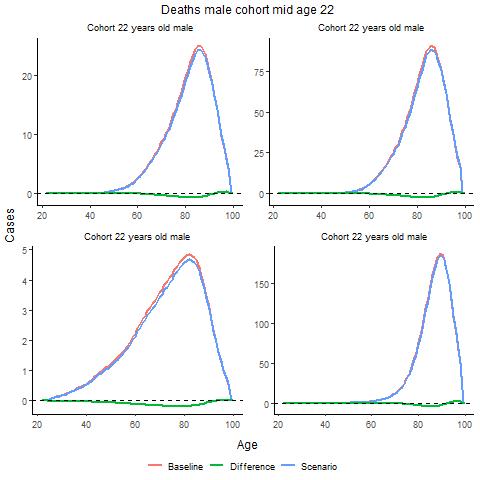 Deaths male cohort mid age 22
Cohort 22 years old male
Cohort 22 years old male
20
10
0
20 40 60 80 100
75
50
25
0
20 40 60 80 100
Cases
Cohort 22 years old male
Cohort 22 years old male
5
4
3
2
1
0
20 40 60 80 100
150
100
50
0
20 40 60 80 100
Age
Baseline Difference Scenario